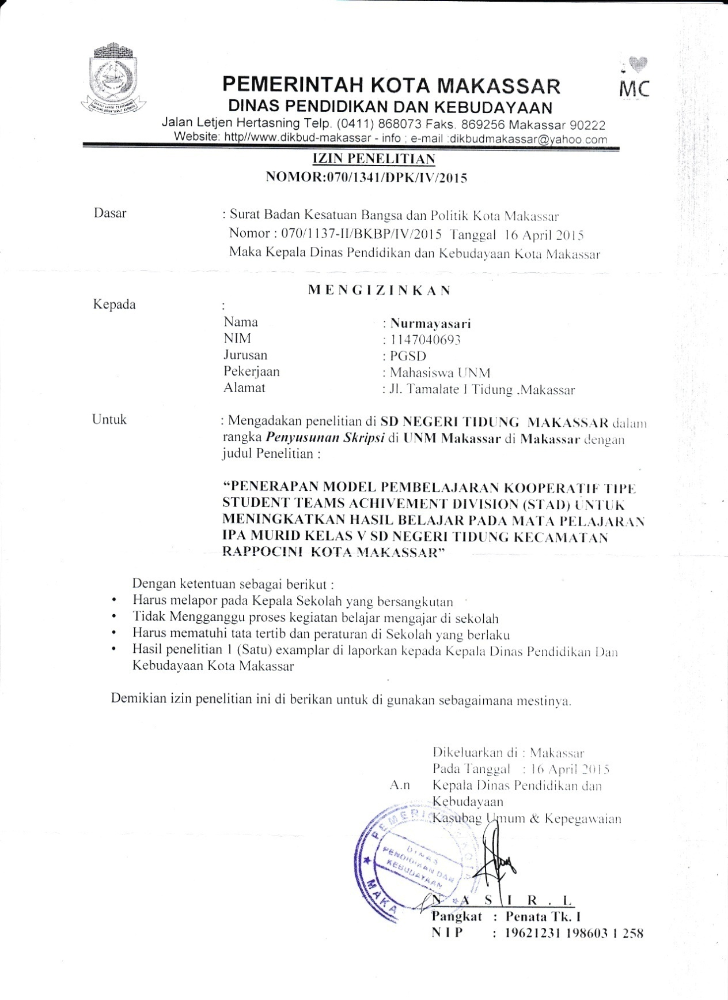 MC
PEMERINTAH KOTA MAKASSAR
DINAS PENDIDIKAN DAN KEBUDAYAAN
Jalan Letjen Hertasning Telp. (0411) 868073 Faks. 869256 Makassar 90222
Website: http//www.dikbud-makassar - info ; e-mail :dikbudmakassar@yahoo.com
IZIN PENELITIAN
NOMOR:070/1341/DPK/IV/2015
Dasar : Surat Badan Kesatuan Bangsa dan Politik Kota Makassar
Nomor : 070/1137-II/BKBP/IV/2015 Tanggal 16 April 2015
Maka Kepala Dinas Pendidikan dan Kebudayaan Kota Makassar
M E N G I Z I N K A N
Kepada :
Nama : Nurmayasari
NIM : 1147040693
Jurusan : PGSD
Pekerjaan : Mahasiswa UNM
Alamat : Jl. Tamalate I Tidung .Makassar
Untuk : Mengadakan penelitian di SD NEGERI TIDUNG MAKASSAR dalam
rangka Penyusunan Skripsi di UNM Makassar di Makassar dengan
judul Penelitian :
“PENERAPAN MODEL PEMBELAJARAN KOOPERATIF TIPE
STUDENT TEAMS ACHIVEMENT DIVISION (STAD) UNTUK
MENINGKATKAN HASIL BELAJAR PADA MATA PELAJARAN
IPA MURID KELAS V SD NEGERI TIDUNG KECAMATAN
RAPPOCINI KOTA MAKASSAR”
Dengan ketentuan sebagai berikut :
• Harus melapor pada Kepala Sekolah yang bersangkutan
• Tidak Mengganggu proses kegiatan belajar mengajar di sekolah
• Harus mematuhi tata tertib dan peraturan di Sekolah yang berlaku
• Hasil penelitian 1 (Satu) examplar di laporkan kepada Kepala Dinas Pendidikan Dan
Kebudayaan Kota Makassar
Demikian izin penelitian ini di berikan untuk di gunakan sebagaimana mestinya.
Dikeluarkan di : Makassar
Pada Tanggal : 16 April 2015
A.n Kepala Dinas Pendidikan dan
Kebudayaan
Kasubag Umum & Kepegawaian
DINAS
PENDIDIKAN DAN
KEBUDAYAAN
N A S I R . L
Pangkat : Penata Tk. I
N I P : 19621231 198603 1 258